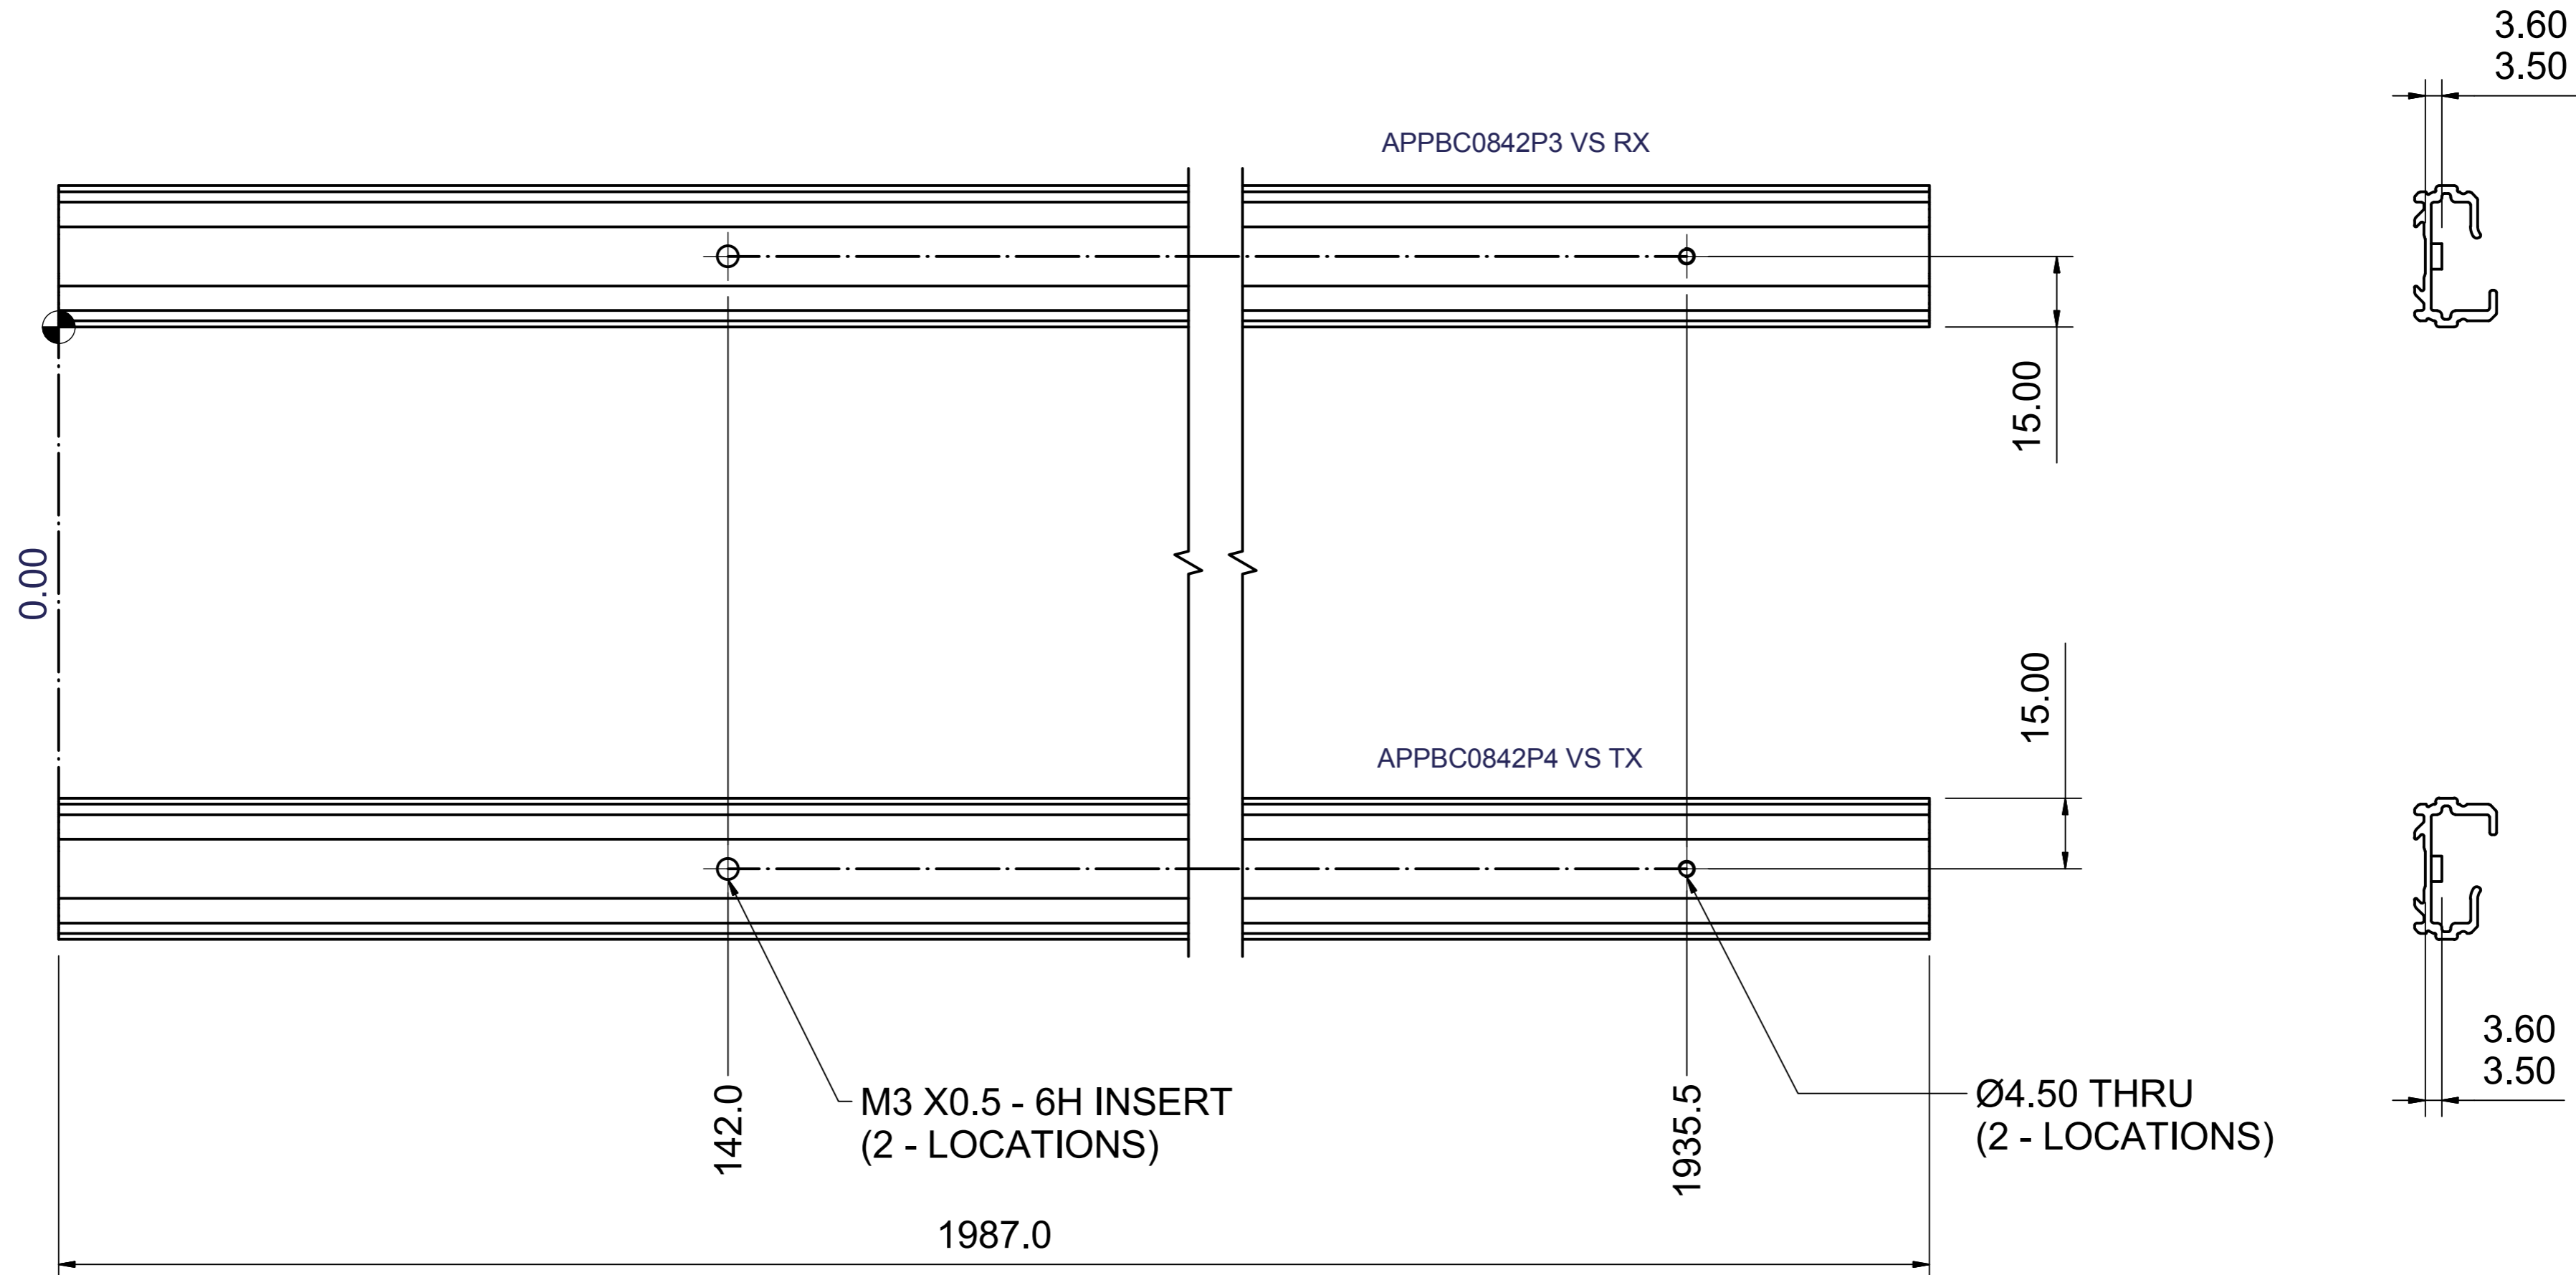 3.60
3.50
APPBC0842P3 VS RX
15.00
0.00
15.00
APPBC0842P4 VS TX
3.60
3.50
142.0
M3 X0.5 - 6H INSERT
(2 - LOCATIONS)
1935.5
Ø4.50 THRU
(2 - LOCATIONS)
1987.0